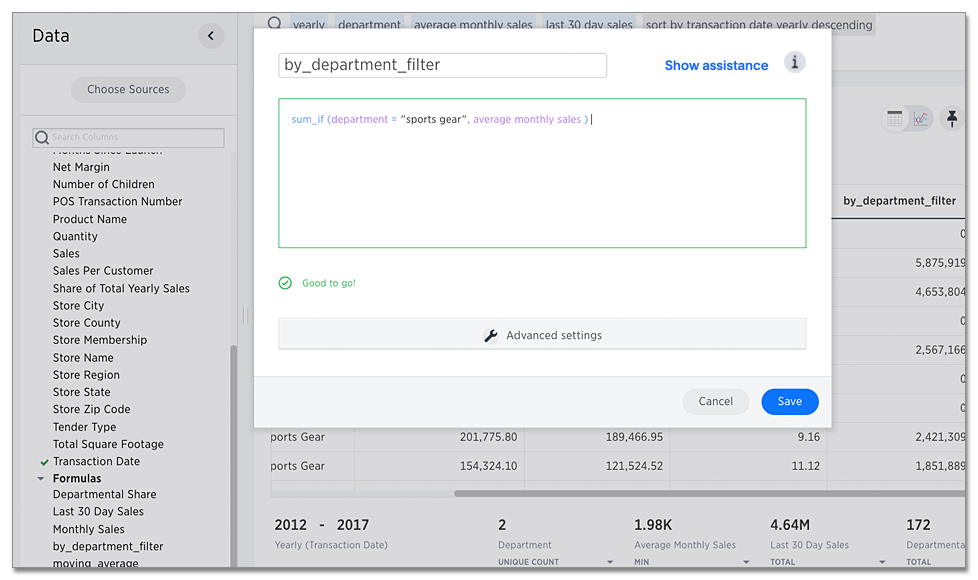 Data
yearly department average monthly sales last 30 day sales sort by transaction date yearly descending
Choose Sources
Search Columns
Months Since Launch
Net Margin
Number of Children
POS Transaction Number
Product Name
Quantity
Sales
Sales Per Customer
Share of Total Yearly Sales
Store City
Store County
Store Membership
Store Name
Store Region
Store State
Store Zip Code
Tender Type
Total Square Footage
Transaction Date
Formulas
Departmental Share
Last 30 Day Sales
Monthly Sales
by_department_filter
moving_average
by_department_filter
Show assistance
i
sum_if (department = "sports gear", average monthly sales )
Good to go!
Advanced settings
Cancel
Save
by_department_filter
0
5,875,919
4,653,804
0
2,567,166
0
0
ports Gear 201,775.80 189,466.95 9.16 2,421,309
ports Gear 154,324.10 121,524.52 11.12 1,851,889
2012 - 2017
Yearly (Transaction Date)
2
Department
UNIQUE COUNT
1.98K
Average Monthly Sales
MIN
4.64M
Last 30 Day Sales
TOTAL
172
Departmenta
TOTAL